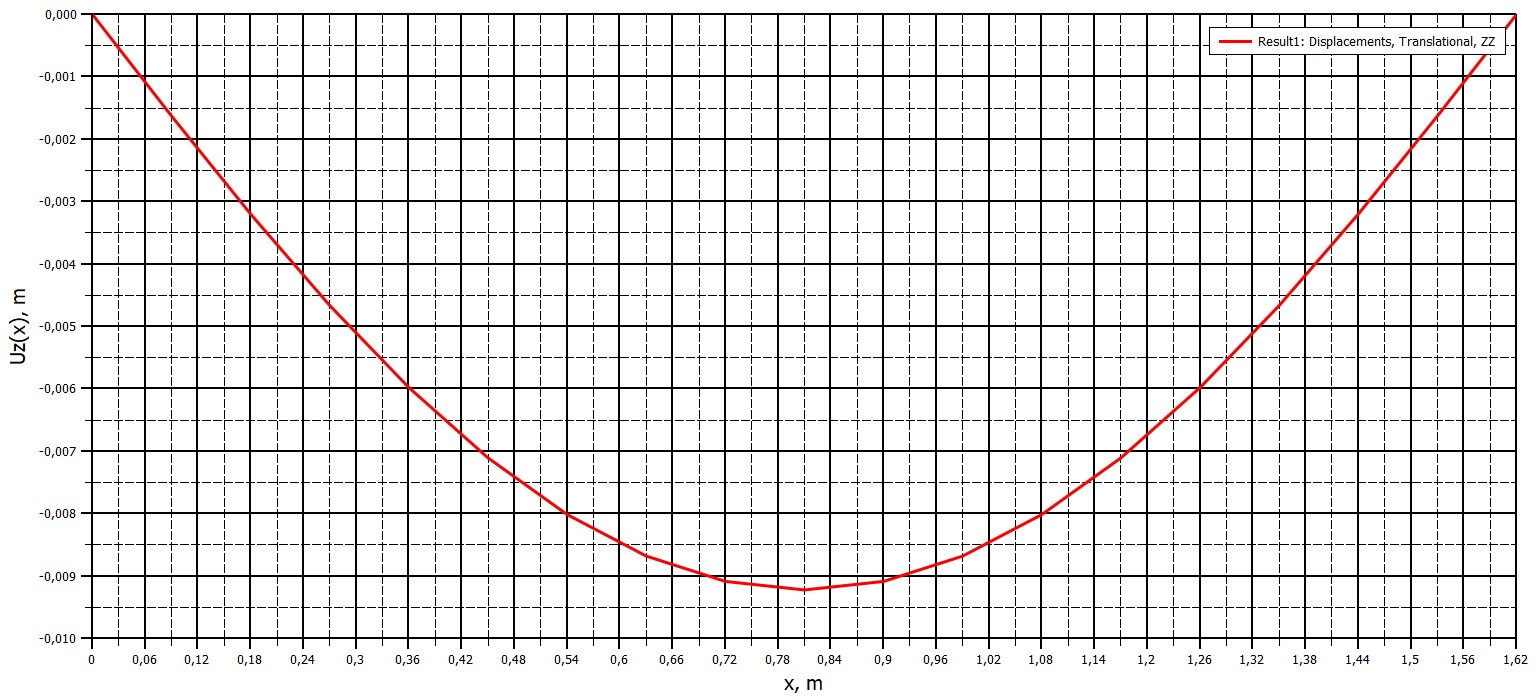 0,000
Result1: Displacements, Translational, ZZ
-0,001
-0,002
-0,003
-0,004
-0,005
-0,006
-0,007
-0,008
-0,009
-0,010
Uz(x), m
0 0,06 0,12 0,18 0,24 0,3 0,36 0,42 0,48 0,54 0,6 0,66 0,72 0,78 0,84 0,9 0,96 1,02 1,08 1,14 1,2 1,26 1,32 1,38 1,44 1,5 1,56 1,62
x, m